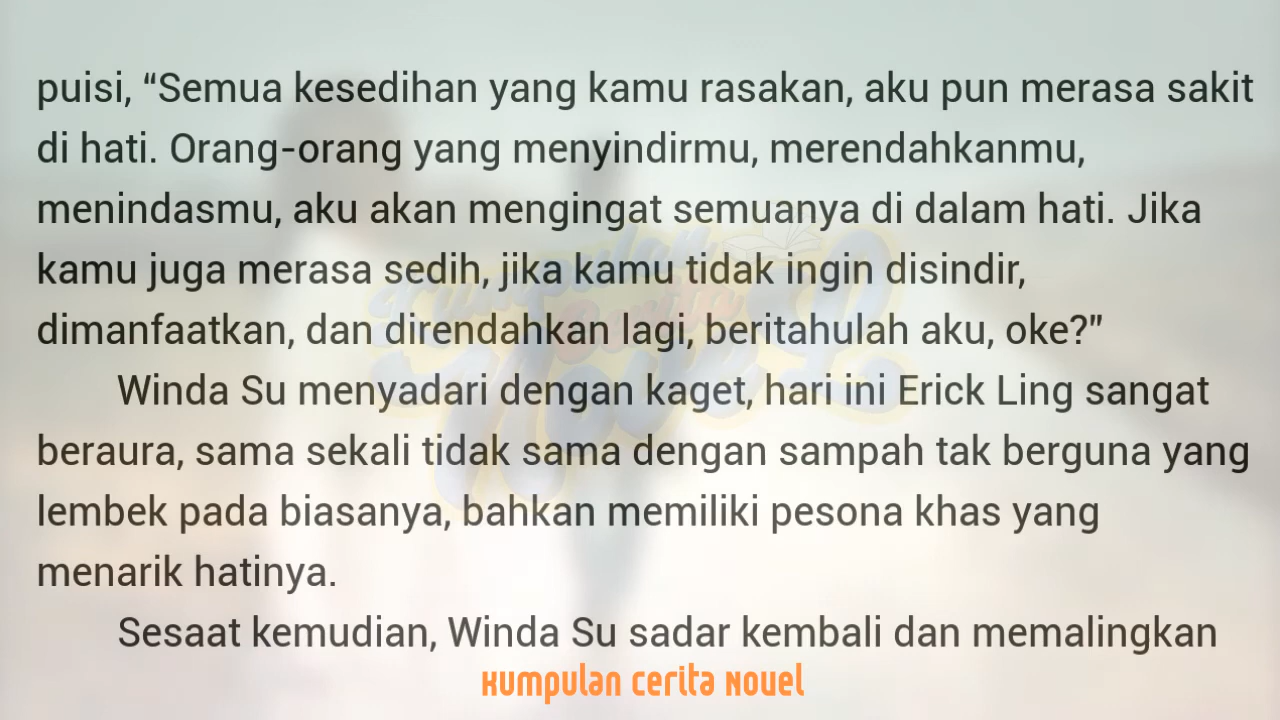 puisi, “Semua kesedihan yang kamu rasakan, aku pun merasa sakit
di hati. Orang-orang yang menyindirmu, merendahkanmu,
menindasmu, aku akan mengingat semuanya di dalam hati. Jika
kamu juga merasa sedih, jika kamu tidak ingin disindir,
dimanfaatkan, dan direndahkan lagi, beritahulah aku, oke?"
Winda Su menyadari dengan kaget, hari ini Erick Ling sangat
beraura, sama sekali tidak sama dengan sampah tak berguna yang
lembek pada biasanya, bahkan memiliki pesona khas yang
menarik hatinya.
Sesaat kemudian, Winda Su sadar kembali dan memalingkan
Kumpulan Cerita Novel
Kumpulan
Cerita
Novel